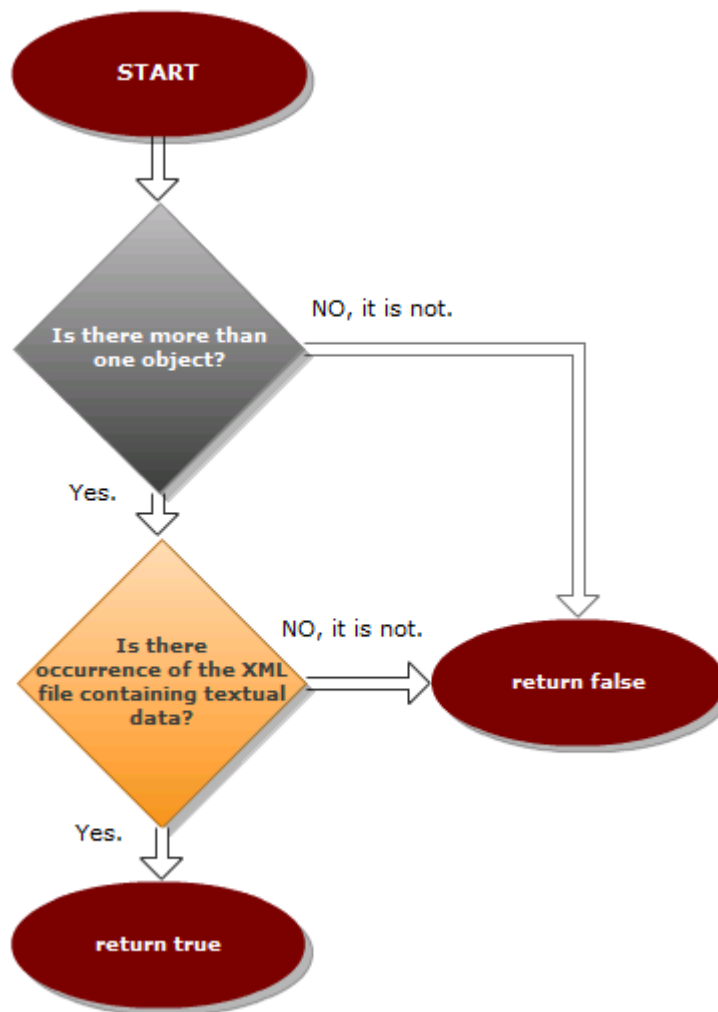 START
NO, it is not.
Is there more than
one object?
Yes.
NO, it is not.
Is there
occurrence of the XML
file containing textual
data?
return false
Yes.
return true